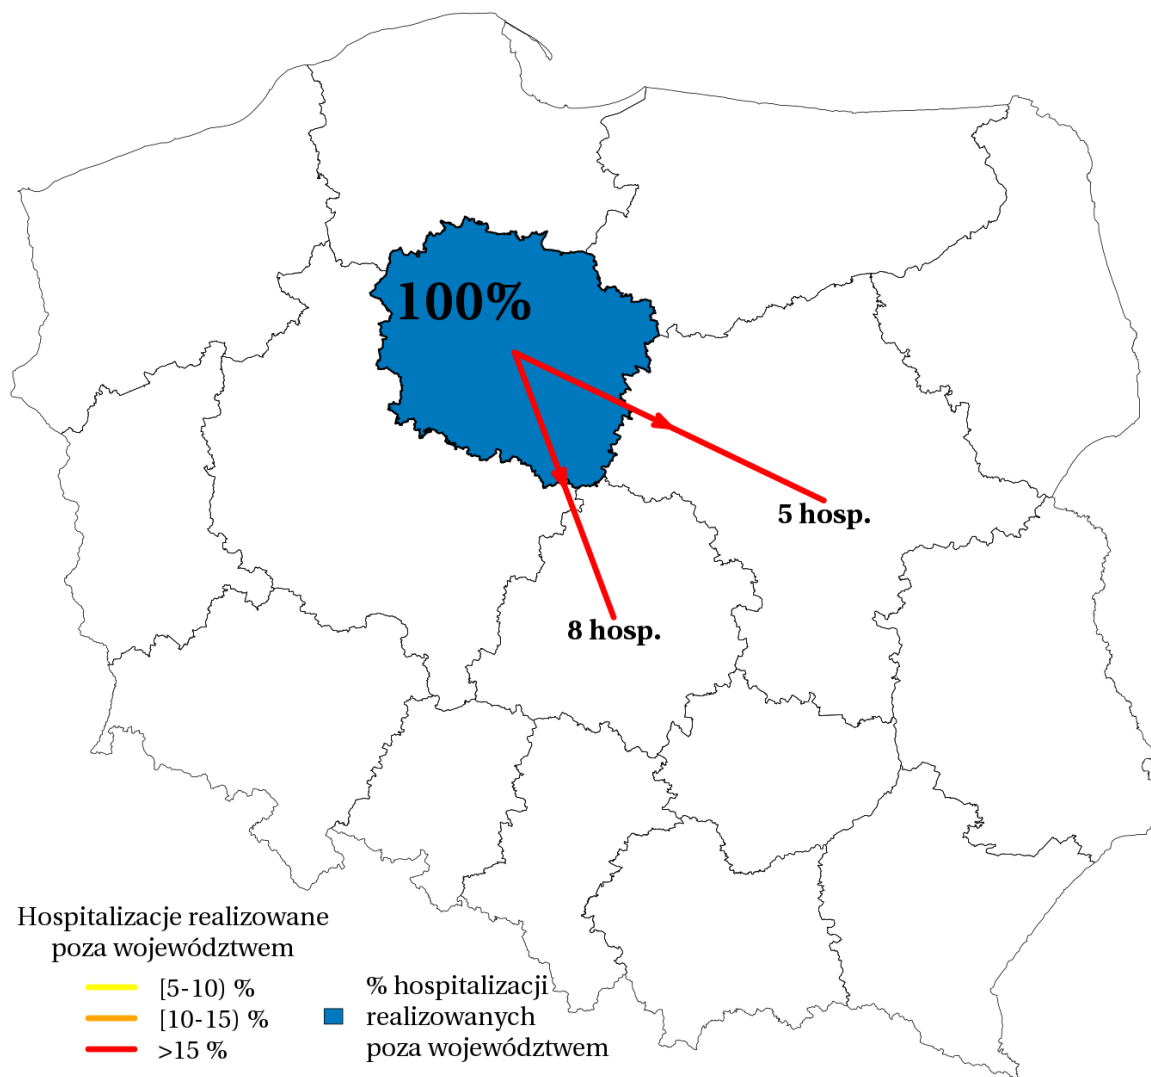 100%
5 hosp.
8 hosp.
Hospitalizacje realizowane
poza województwem
[5-10) %
[10-15) %
>15 %
% hospitalizacji
realizowanych
poza województwem